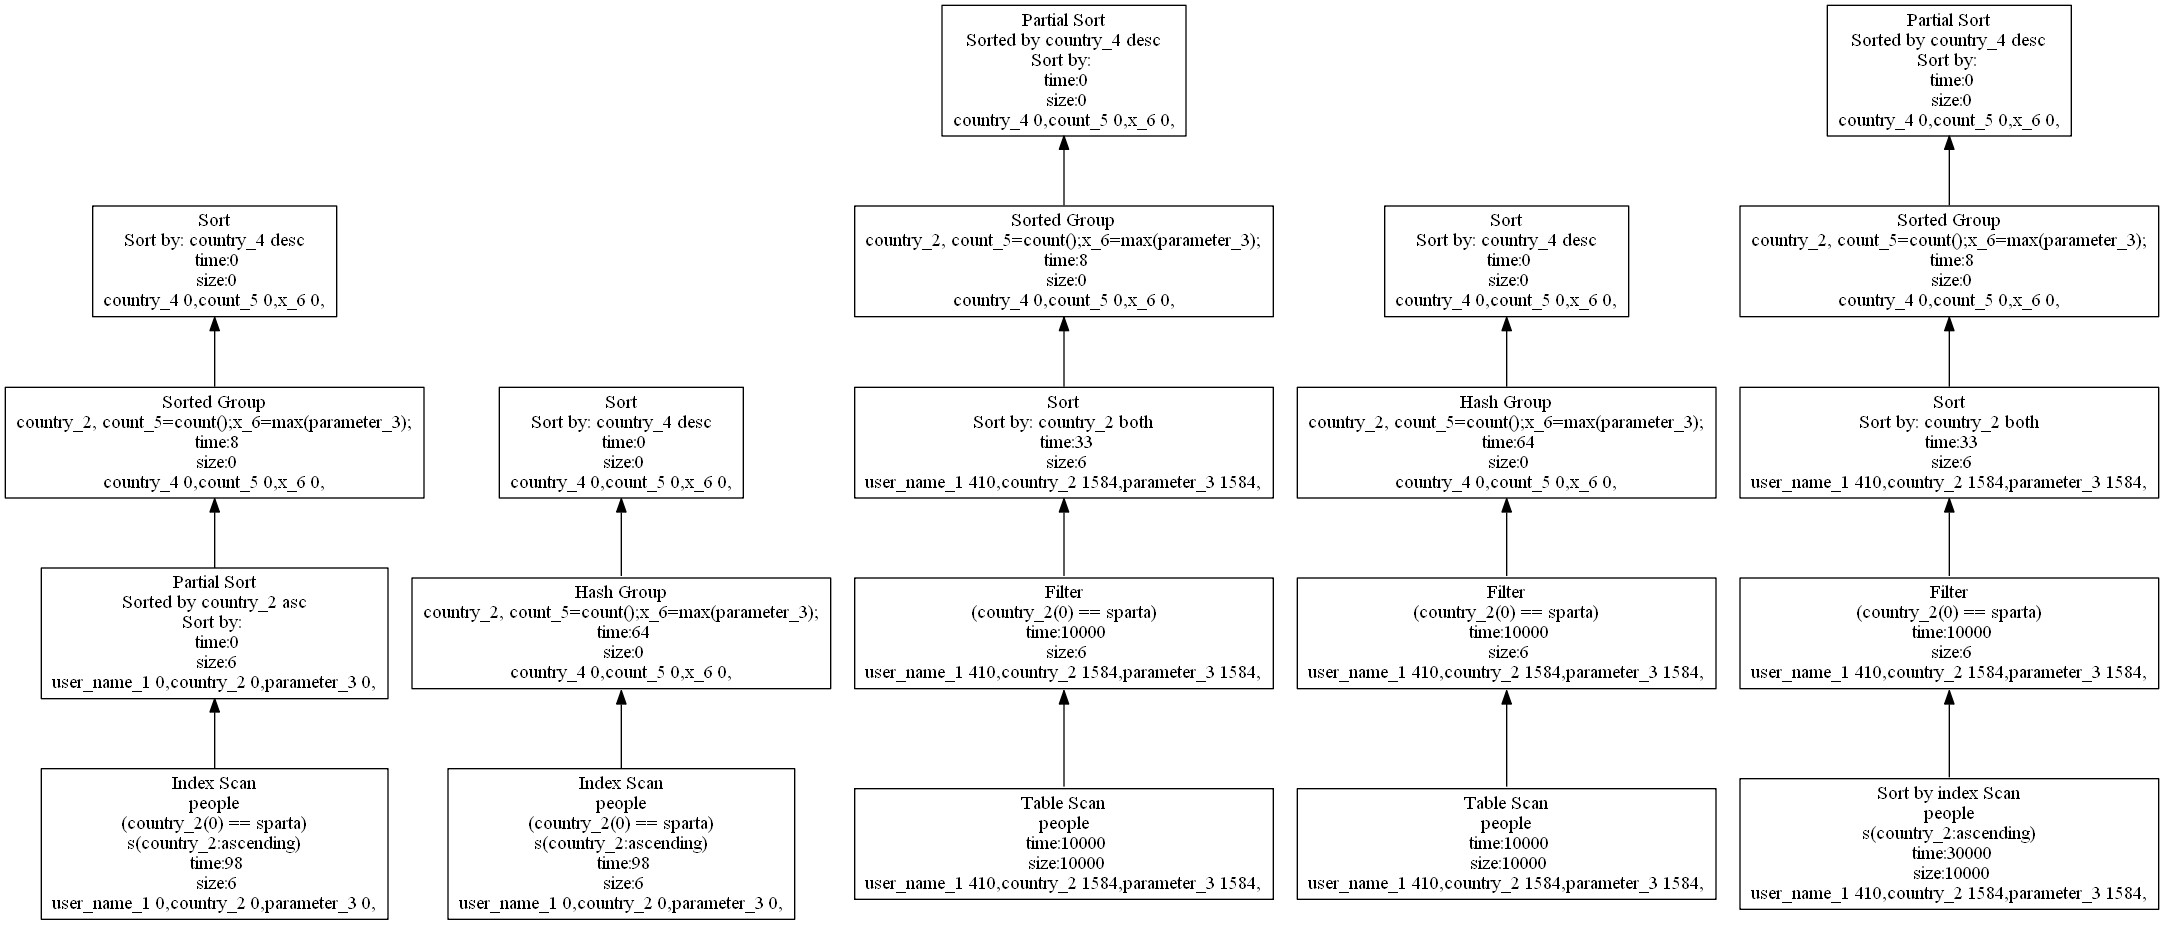 Partial Sort
Sorted by country_4 desc
Sort by:
time:0
size:0
country_4 0,count_5 0,x_6 0,
Partial Sort
Sorted by country_4 desc
Sort by:
time:0
size:0
country_4 0,count_5 0,x_6 0,
Sort
Sort by: country_4 desc
time:0
size:0
country_4 0,count_5 0,x_6 0,
Sorted Group
country_2, count_5=count();x_6=max(parameter_3);
time:8
size:0
country_4 0,count_5 0,x_6 0,
Sort
Sort by: country_4 desc
time:0
size:0
country_4 0,count_5 0,x_6 0,
Sorted Group
country_2, count_5=count();x_6=max(parameter_3);
time:8
size:0
country_4 0,count_5 0,x_6 0,
Sorted Group
country_2, count_5=count();x_6=max(parameter_3);
time:8
size:0
country_4 0,count_5 0,x_6 0,
Sort
Sort by: country_4 desc
time:0
size:0
country_4 0,count_5 0,x_6 0,
Sort
Sort by: country_2 both
time:33
size:6
user_name_1 410,country_2 1584,parameter_3 1584,
Hash Group
country_2, count_5=count();x_6=max(parameter_3);
time:64
size:0
country_4 0,count_5 0,x_6 0,
Sort
Sort by: country_2 both
time:33
size:6
user_name_1 410,country_2 1584,parameter_3 1584,
Partial Sort
Sorted by country_2 asc
Sort by:
time:0
size:6
user_name_1 0,country_2 0,parameter_3 0,
Hash Group
country_2, count_5=count();x_6=max(parameter_3);
time:64
size:0
country_4 0,count_5 0,x_6 0,
Filter
(country_2(0) == sparta)
time:10000
size:6
user_name_1 410,country_2 1584,parameter_3 1584,
Filter
(country_2(0) == sparta)
time:10000
size:6
user_name_1 410,country_2 1584,parameter_3 1584,
Filter
(country_2(0) == sparta)
time:10000
size:6
user_name_1 410,country_2 1584,parameter_3 1584,
Index Scan
people
(country_2(0) == sparta)
s(country_2:ascending)
time:98
size:6
user_name_1 0,country_2 0,parameter_3 0,
Index Scan
people
(country_2(0) == sparta)
s(country_2:ascending)
time:98
size:6
user_name_1 0,country_2 0,parameter_3 0,
Table Scan
people
time:10000
size:10000
user_name_1 410,country_2 1584,parameter_3 1584,
Table Scan
people
time:10000
size:10000
user_name_1 410,country_2 1584,parameter_3 1584,
Sort by index Scan
people
s(country_2:ascending)
time:30000
size:10000
user_name_1 410,country_2 1584,parameter_3 1584,